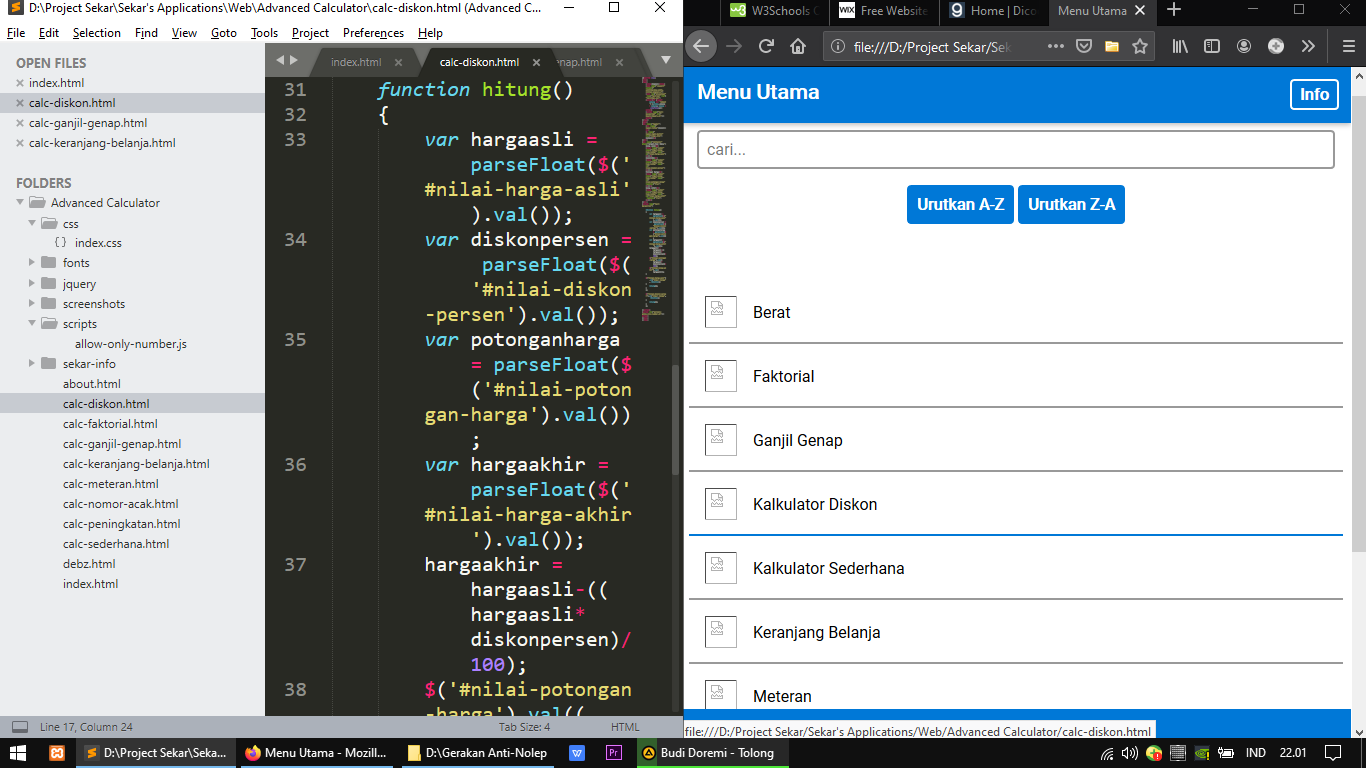 D:\Project Sekar\Sekar's Applications\Web\Advanced Calculator\calc-diskon.html (Advanced C...
File Edit Selection Find View Goto Tools Project Preferences Help
OPEN FILES
index.html
calc-diskon.html
calc-ganjil-genap.html
calc-keranjang-belanja.html
FOLDERS
Advanced Calculator
css
{} index.css
fonts
jquery
screenshots
scripts
allow-only-number.js
sekar-info
about.html
calc-diskon.html
calc-faktorial.html
calc-ganjil-genap.html
calc-keranjang-belanja.html
calc-meteran.html
calc-nomor-acak.html
calc-peningkatan.html
calc-sederhana.html
debz.html
index.html
index.html calc-diskon.html enap.html
31 function hitung()
32 {
33 var hargaasli =
parseFloat($('
#nilai-harga-asli'
).val());
34 var diskonpersen =
parseFloat($(
'#nilai-diskon
-persen').val());
35 var potonganharga
= parseFloat($
('#nilai-poton
gan-harga').val())
;
36 var hargaakhir =
parseFloat($('
#nilai-harga-akhir
').val());
37 hargaakhir =
hargaasli-((
hargaasli*
diskonpersen)/
100);
38 $('#nilai-potongan
-harga').val((
Line 17, Column 24 Tab Size: 4 HTML
W3Schools Free Website Home | Dico Menu Utama
file:///D:/Project Sekar/Sek
Menu Utama Info
cari...
Urutkan A-Z Urutkan Z-A
Berat
Faktorial
Ganjil Genap
Kalkulator Diskon
Kalkulator Sederhana
Keranjang Belanja
Meteran
file:///D:/Project Sekar/Sekar's Applications/Web/Advanced Calculator/calc-diskon.html
D:\Project Sekar\Seka... Menu Utama - Mozill... D:\Gerakan Anti-Nolep Pr Budi Doremi - Tolong IND 22.01